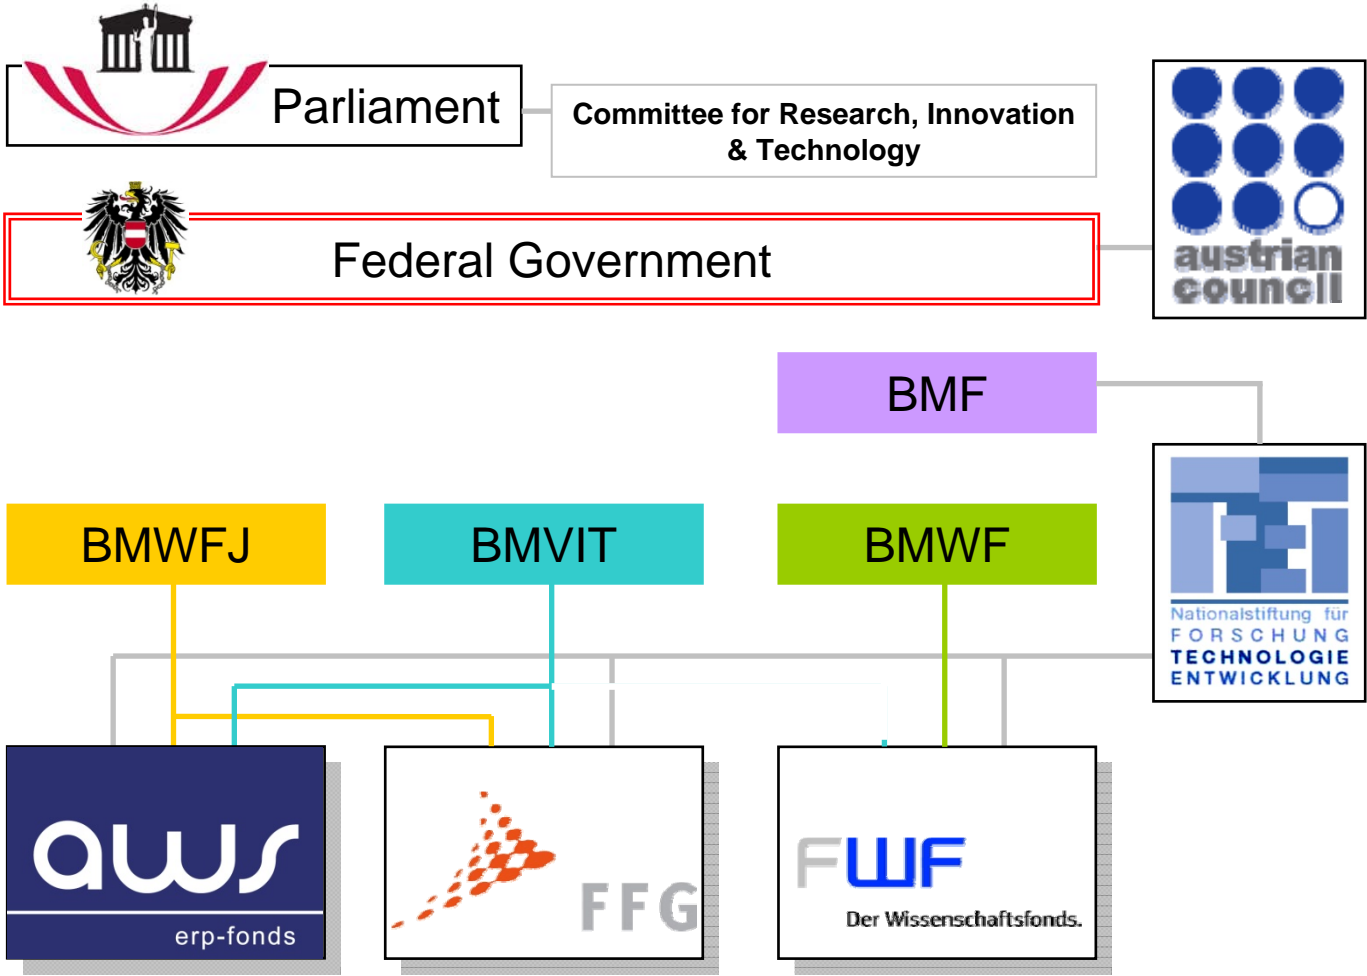 Parliament
Committee for Research, Innovation
& Technology
Federal Government
austrian
council
BMF
BMWFJ
BMVIT
BMWF
Nationalstiftung für
FORSCHUNG
TECHNOLOGIE
ENTWICKLUNG
aws
erp-fonds
FFG
FWF
Der Wissenschaftsfonds.